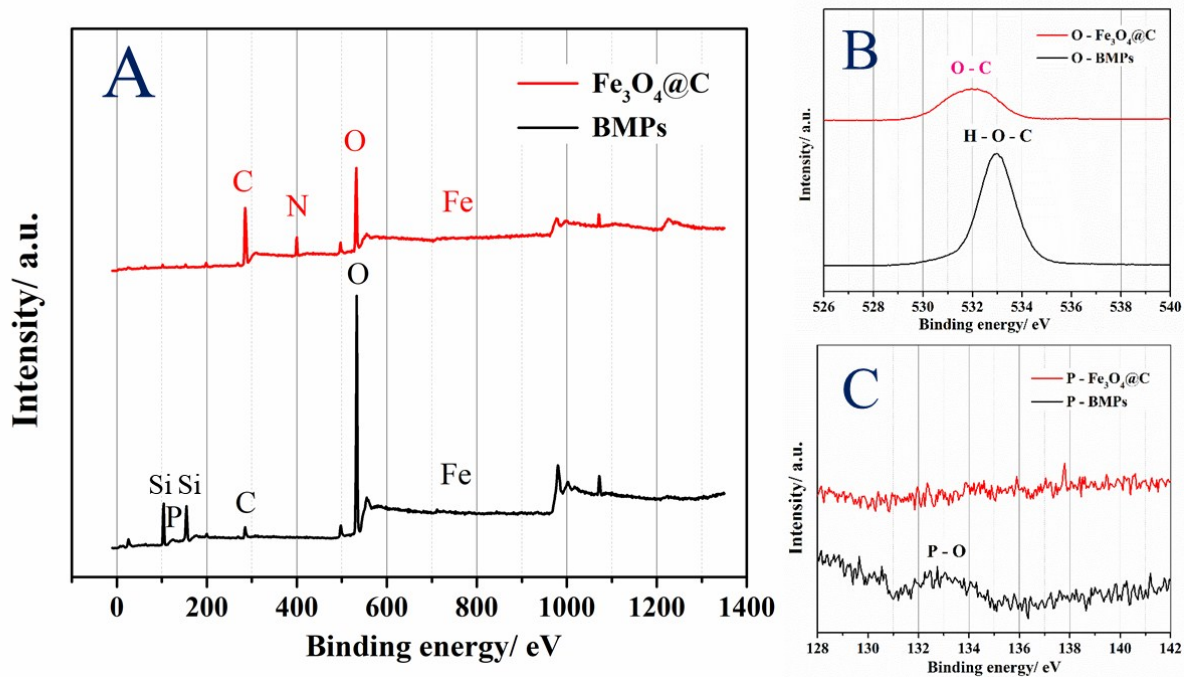 A
Fe₃O₄@C
BMPs
O
C
N
Fe
O
Si Si
P
C
Fe
Intensity/ a.u.
0 200 400 600 800 1000 1200 1400
Binding energy/ eV
B
O - Fe₃O₄@C
O - BMPs
O - C
H - O - C
Intensity/ a.u.
526 528 530 532 534 536 538 540
Binding energy/ eV
C
P - Fe₃O₄@C
P - BMPs
P - O
Intensity/ a.u.
128 130 132 134 136 138 140 142
Binding energy/ eV